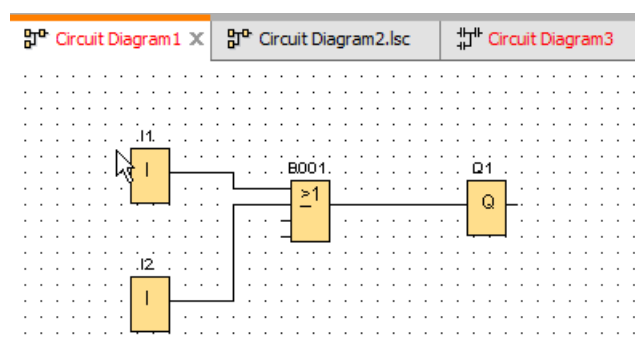 Circuit Diagram1 X Circuit Diagram2.lsc Circuit Diagram3
I1
I
B001
≥1
Q1
Q
I2
I